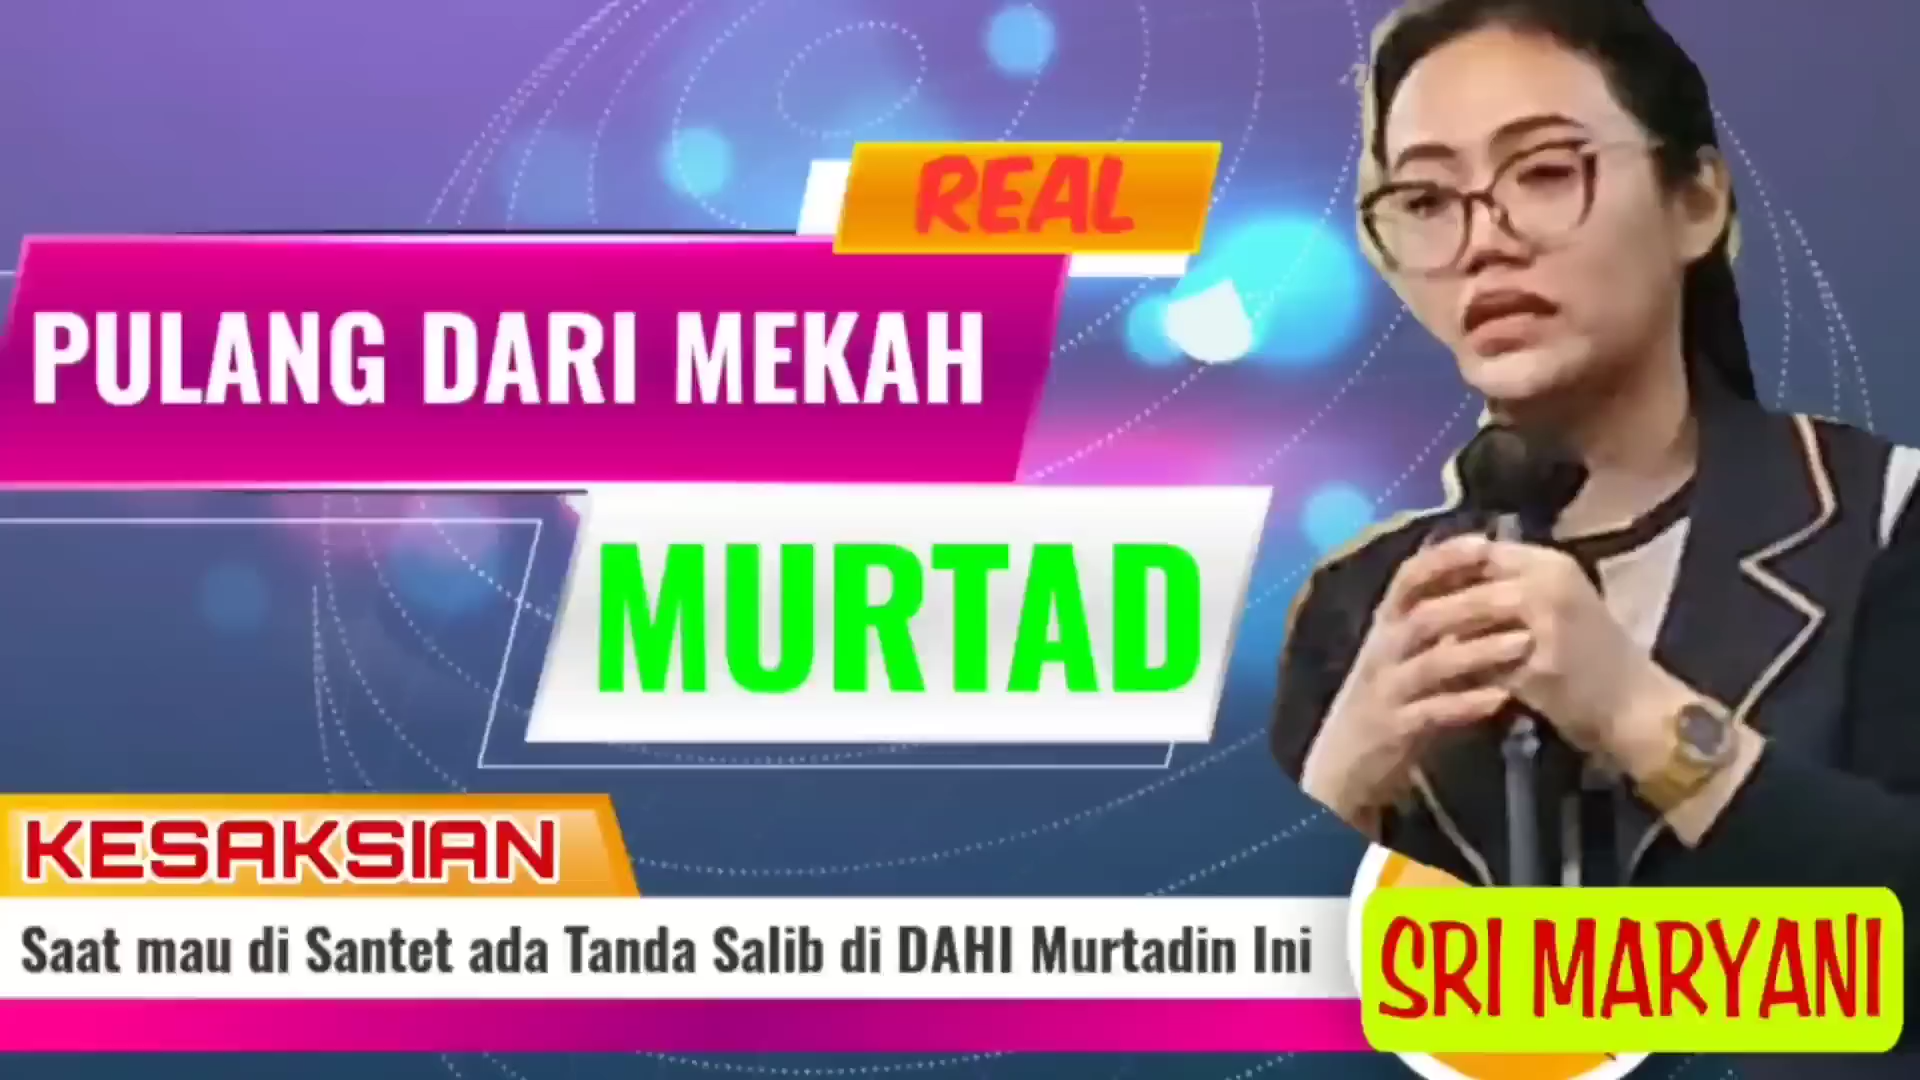 REAL
PULANG DARI MEKAH
MURTAD
KESAKSIAN
Saat mau di Santet ada Tanda Salib di DAHI Murtadin Ini
SRI MARYANI